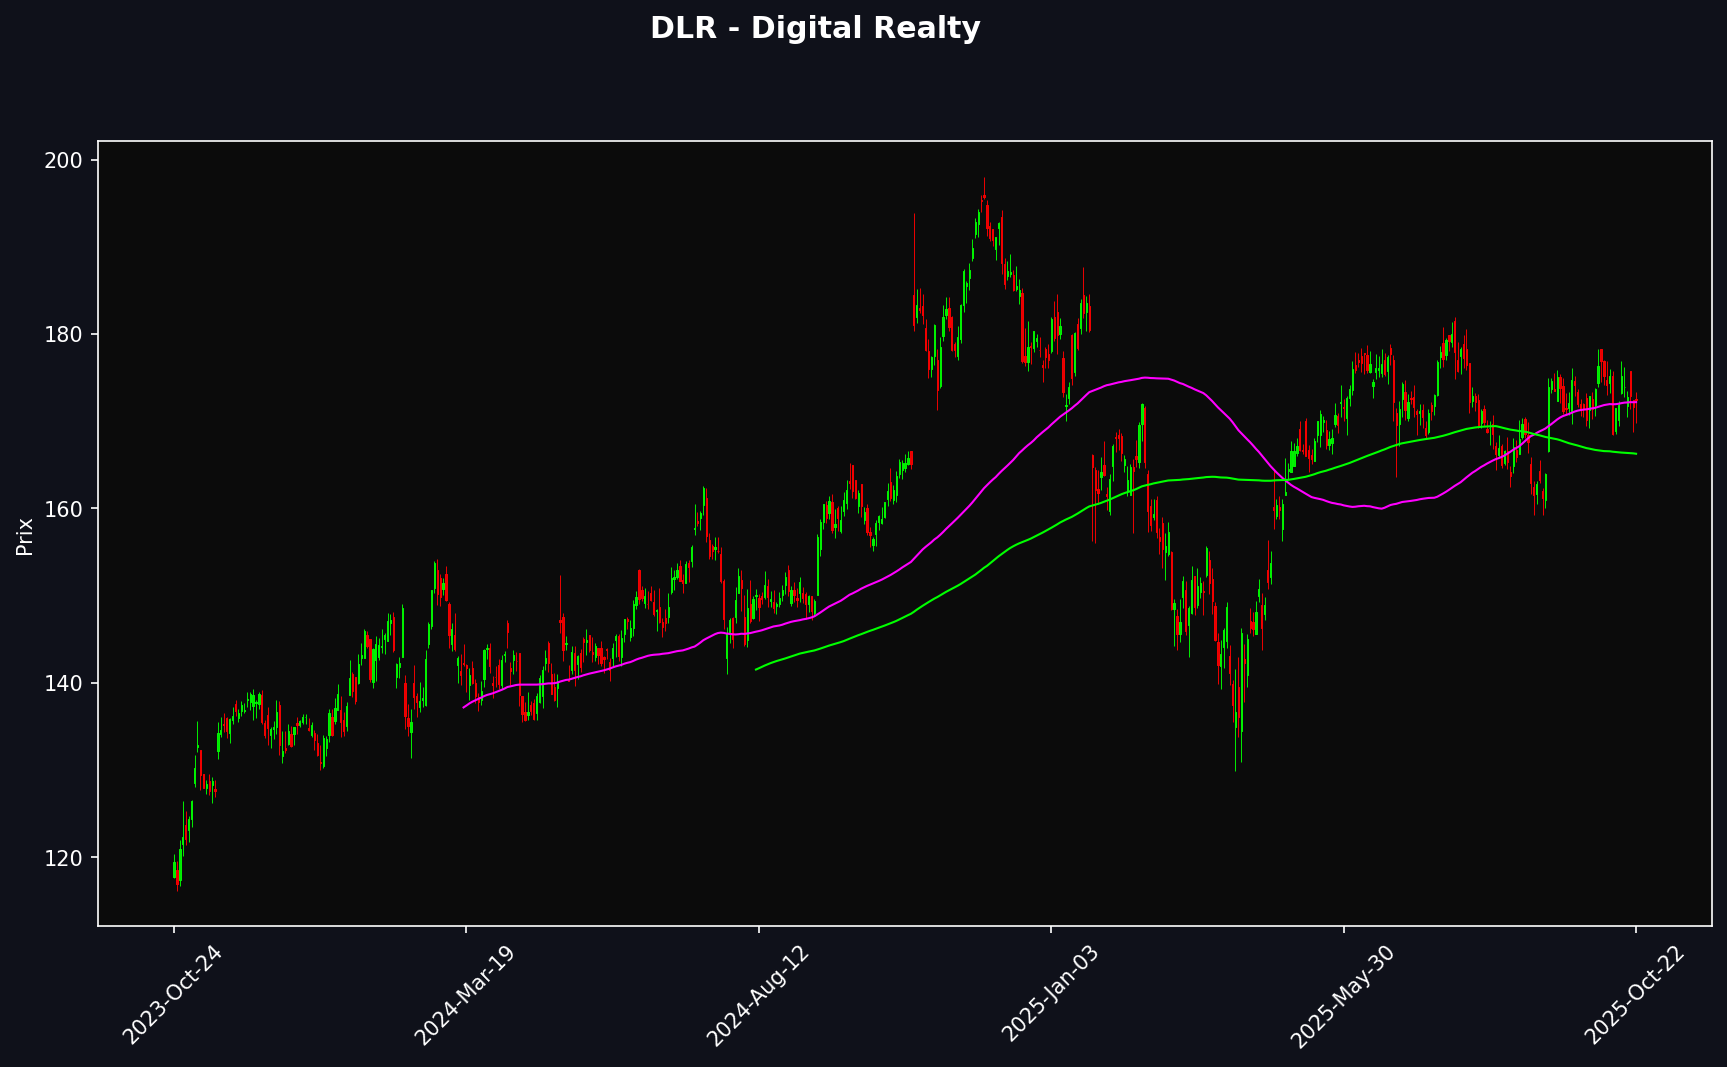 DLR - Digital Realty
Prix
200
180
160
140
120
2023-Oct-24
2024-Mar-19
2024-Aug-12
2025-Jan-03
2025-May-30
2025-Oct-22